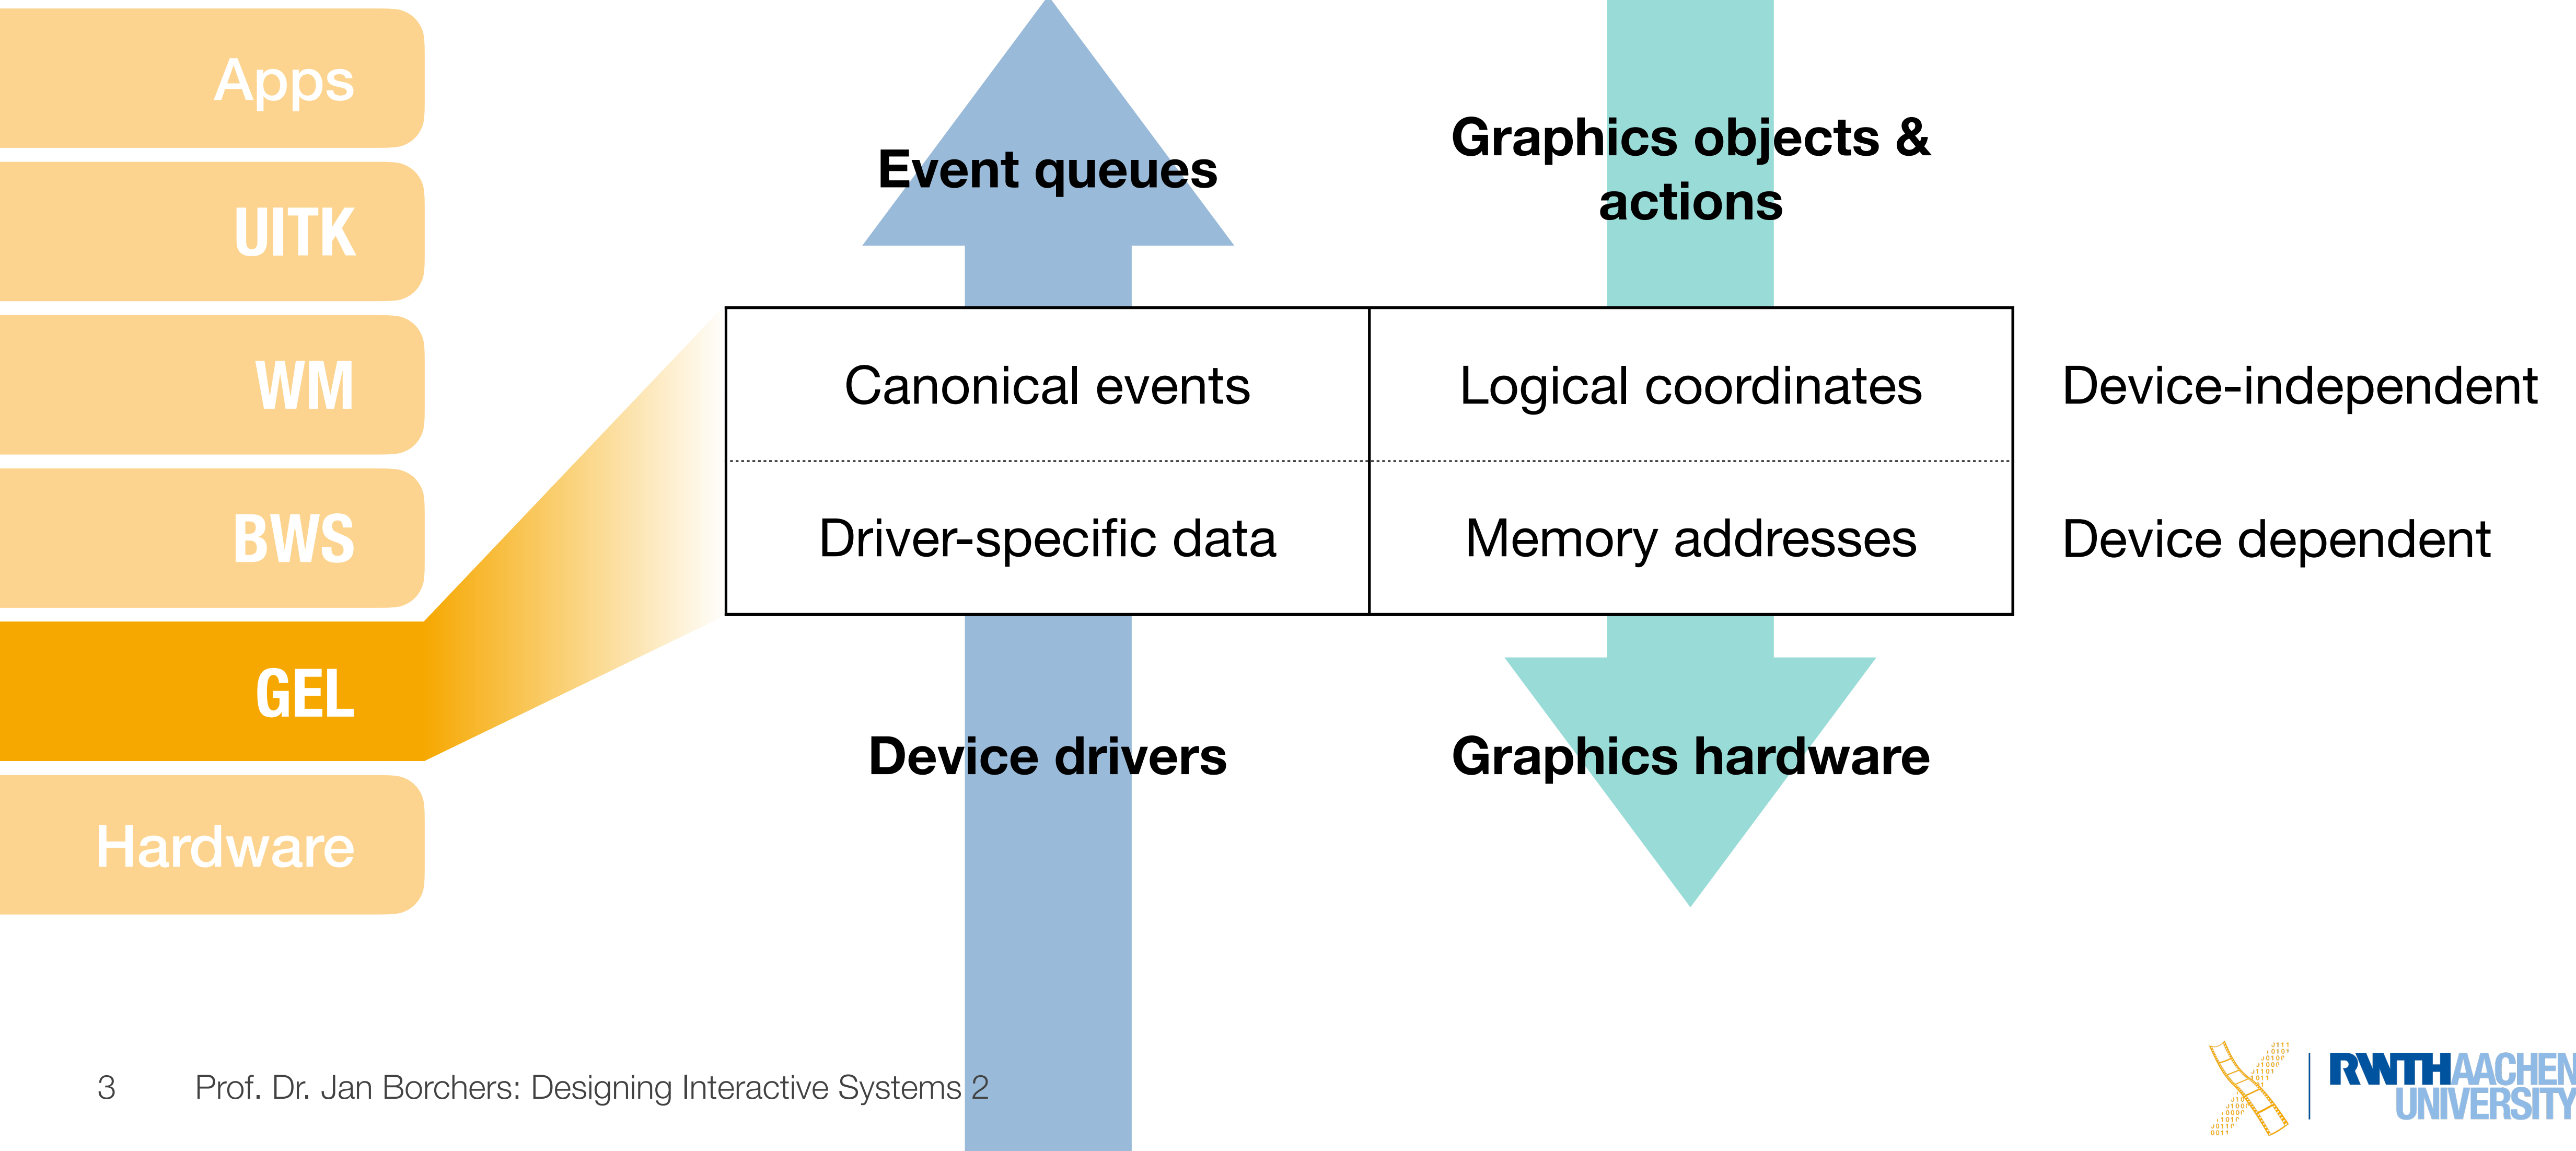 Apps
UITK
WM
BWS
GEL
Hardware
Event queues
Graphics objects &
actions
Canonical events
Logical coordinates
Device-independent
Driver-specific data
Memory addresses
Device dependent
Device drivers
Graphics hardware
3
Prof. Dr. Jan Borchers: Designing Interactive Systems 2
RWTHAACHEN
UNIVERSITY